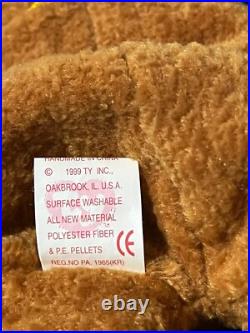 HANDMADE IN CHINA
© 1999 TY INC.,
OAKBROOK, IL. U.S.A.
SURFACE WASHABLE
ALL NEW MATERIAL
POLYESTER FIBER
& P.E. PELLETS
CE
REG.NO PA. 1965(KR)